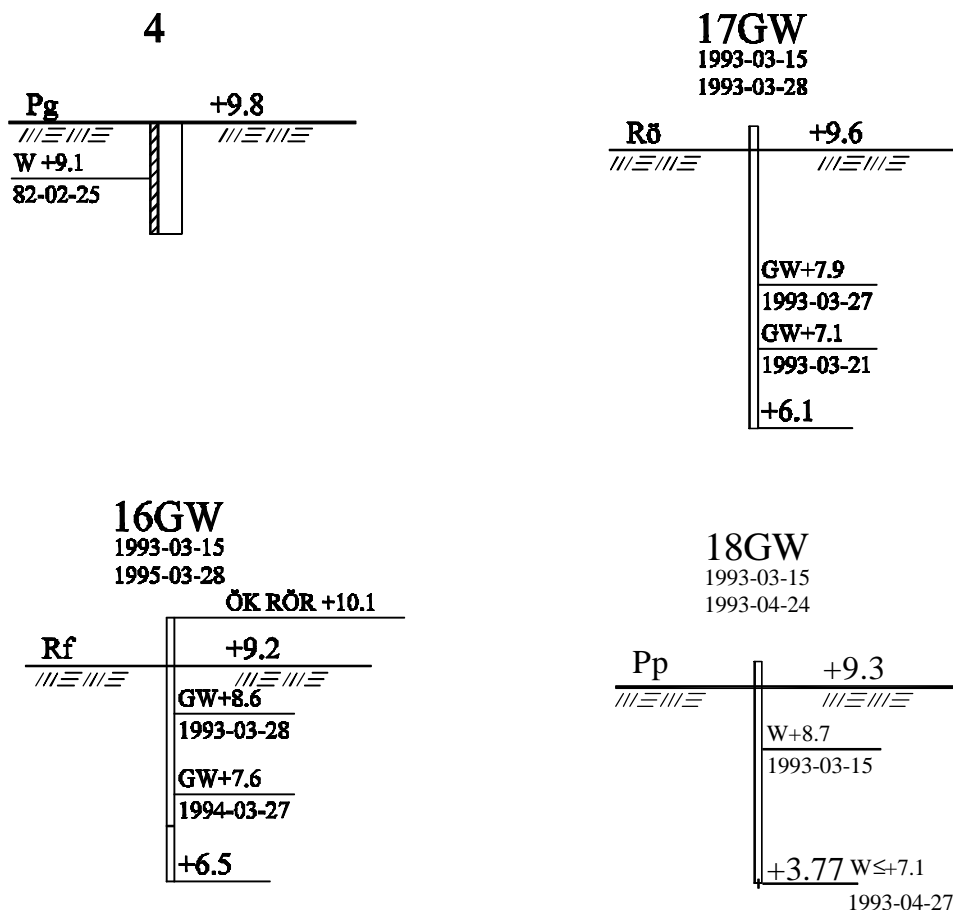 4
Pg
+9.8
W +9.1
82-02-25
17GW
1993-03-15
1993-03-28
Rö
+9.6
GW+7.9
1993-03-27
GW+7.1
1993-03-21
+6.1
16GW
1993-03-15
1995-03-28
ÖK RÖR +10.1
Rf
+9.2
GW+8.6
1993-03-28
GW+7.6
1994-03-27
+6.5
18GW
1993-03-15
1993-04-24
Pp
+9.3
W+8.7
1993-03-15
+3.77 W≤+7.1
1993-04-27